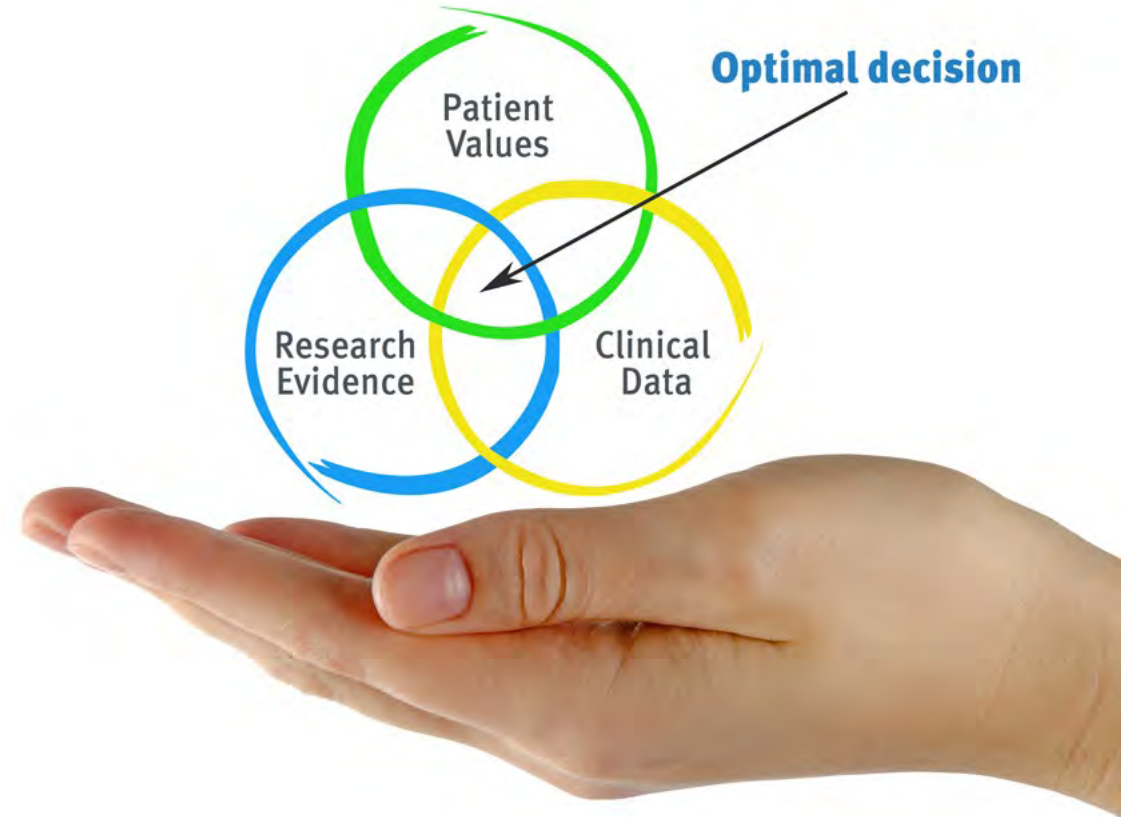 Optimal decision
Patient
Values
Research
Evidence
Clinical
Data